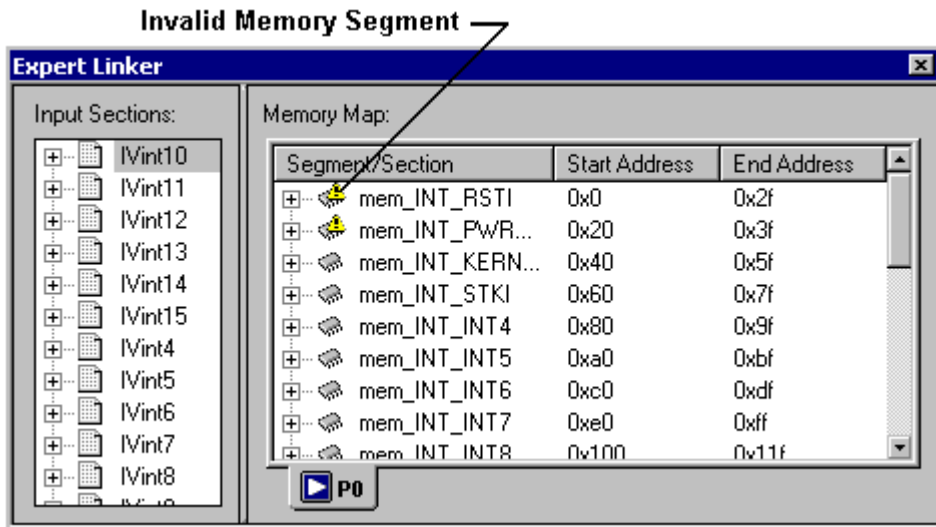 Invalid Memory Segment
Expert Linker
Input Sections:
IVint10
IVint11
IVint12
IVint13
IVint14
IVint15
IVint4
IVint5
IVint6
IVint7
IVint8
Memory Map:
Segment/Section Start Address End Address
mem_INT_RSTI 0x0 0x2f
mem_INT_PWR... 0x20 0x3f
mem_INT_KERN... 0x40 0x5f
mem_INT_STKI 0x60 0x7f
mem_INT_INT4 0x80 0x9f
mem_INT_INT5 0xa0 0xbf
mem_INT_INT6 0xc0 0xdf
mem_INT_INT7 0xe0 0xff
mem_INT_INT8 0x100 0x11f
P0